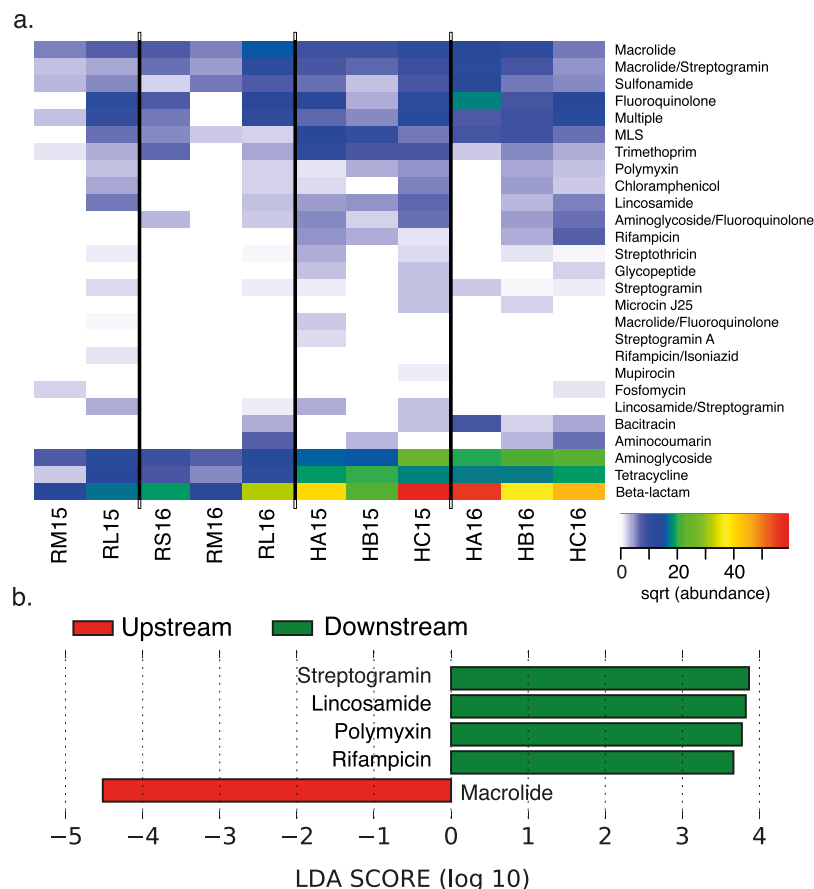 a.
Macrolide
Macrolide/Streptogramin
Sulfonamide
Fluoroquinolone
Multiple
MLS
Trimethoprim
Polymyxin
Chloramphenicol
Lincosamide
Aminoglycoside/Fluoroquinolone
Rifampicin
Streptothricin
Glycopeptide
Streptogramin
Microcin J25
Macrolide/Fluoroquinolone
Streptogramin A
Rifampicin/Isoniazid
Mupirocin
Fosfomycin
Lincosamide/Streptogramin
Bacitracin
Aminocoumarin
Aminoglycoside
Tetracycline
Beta-lactam
RM15 RL15 RS16 RM16 RL16 HA15 HB15 HC15 HA16 HB16 HC16
0 20 40
sqrt (abundance)
b.
Upstream Downstream
Streptogramin
Lincosamide
Polymyxin
Rifampicin
Macrolide
−5 −4 −3 −2 −1 0 1 2 3 4
LDA SCORE (log 10)